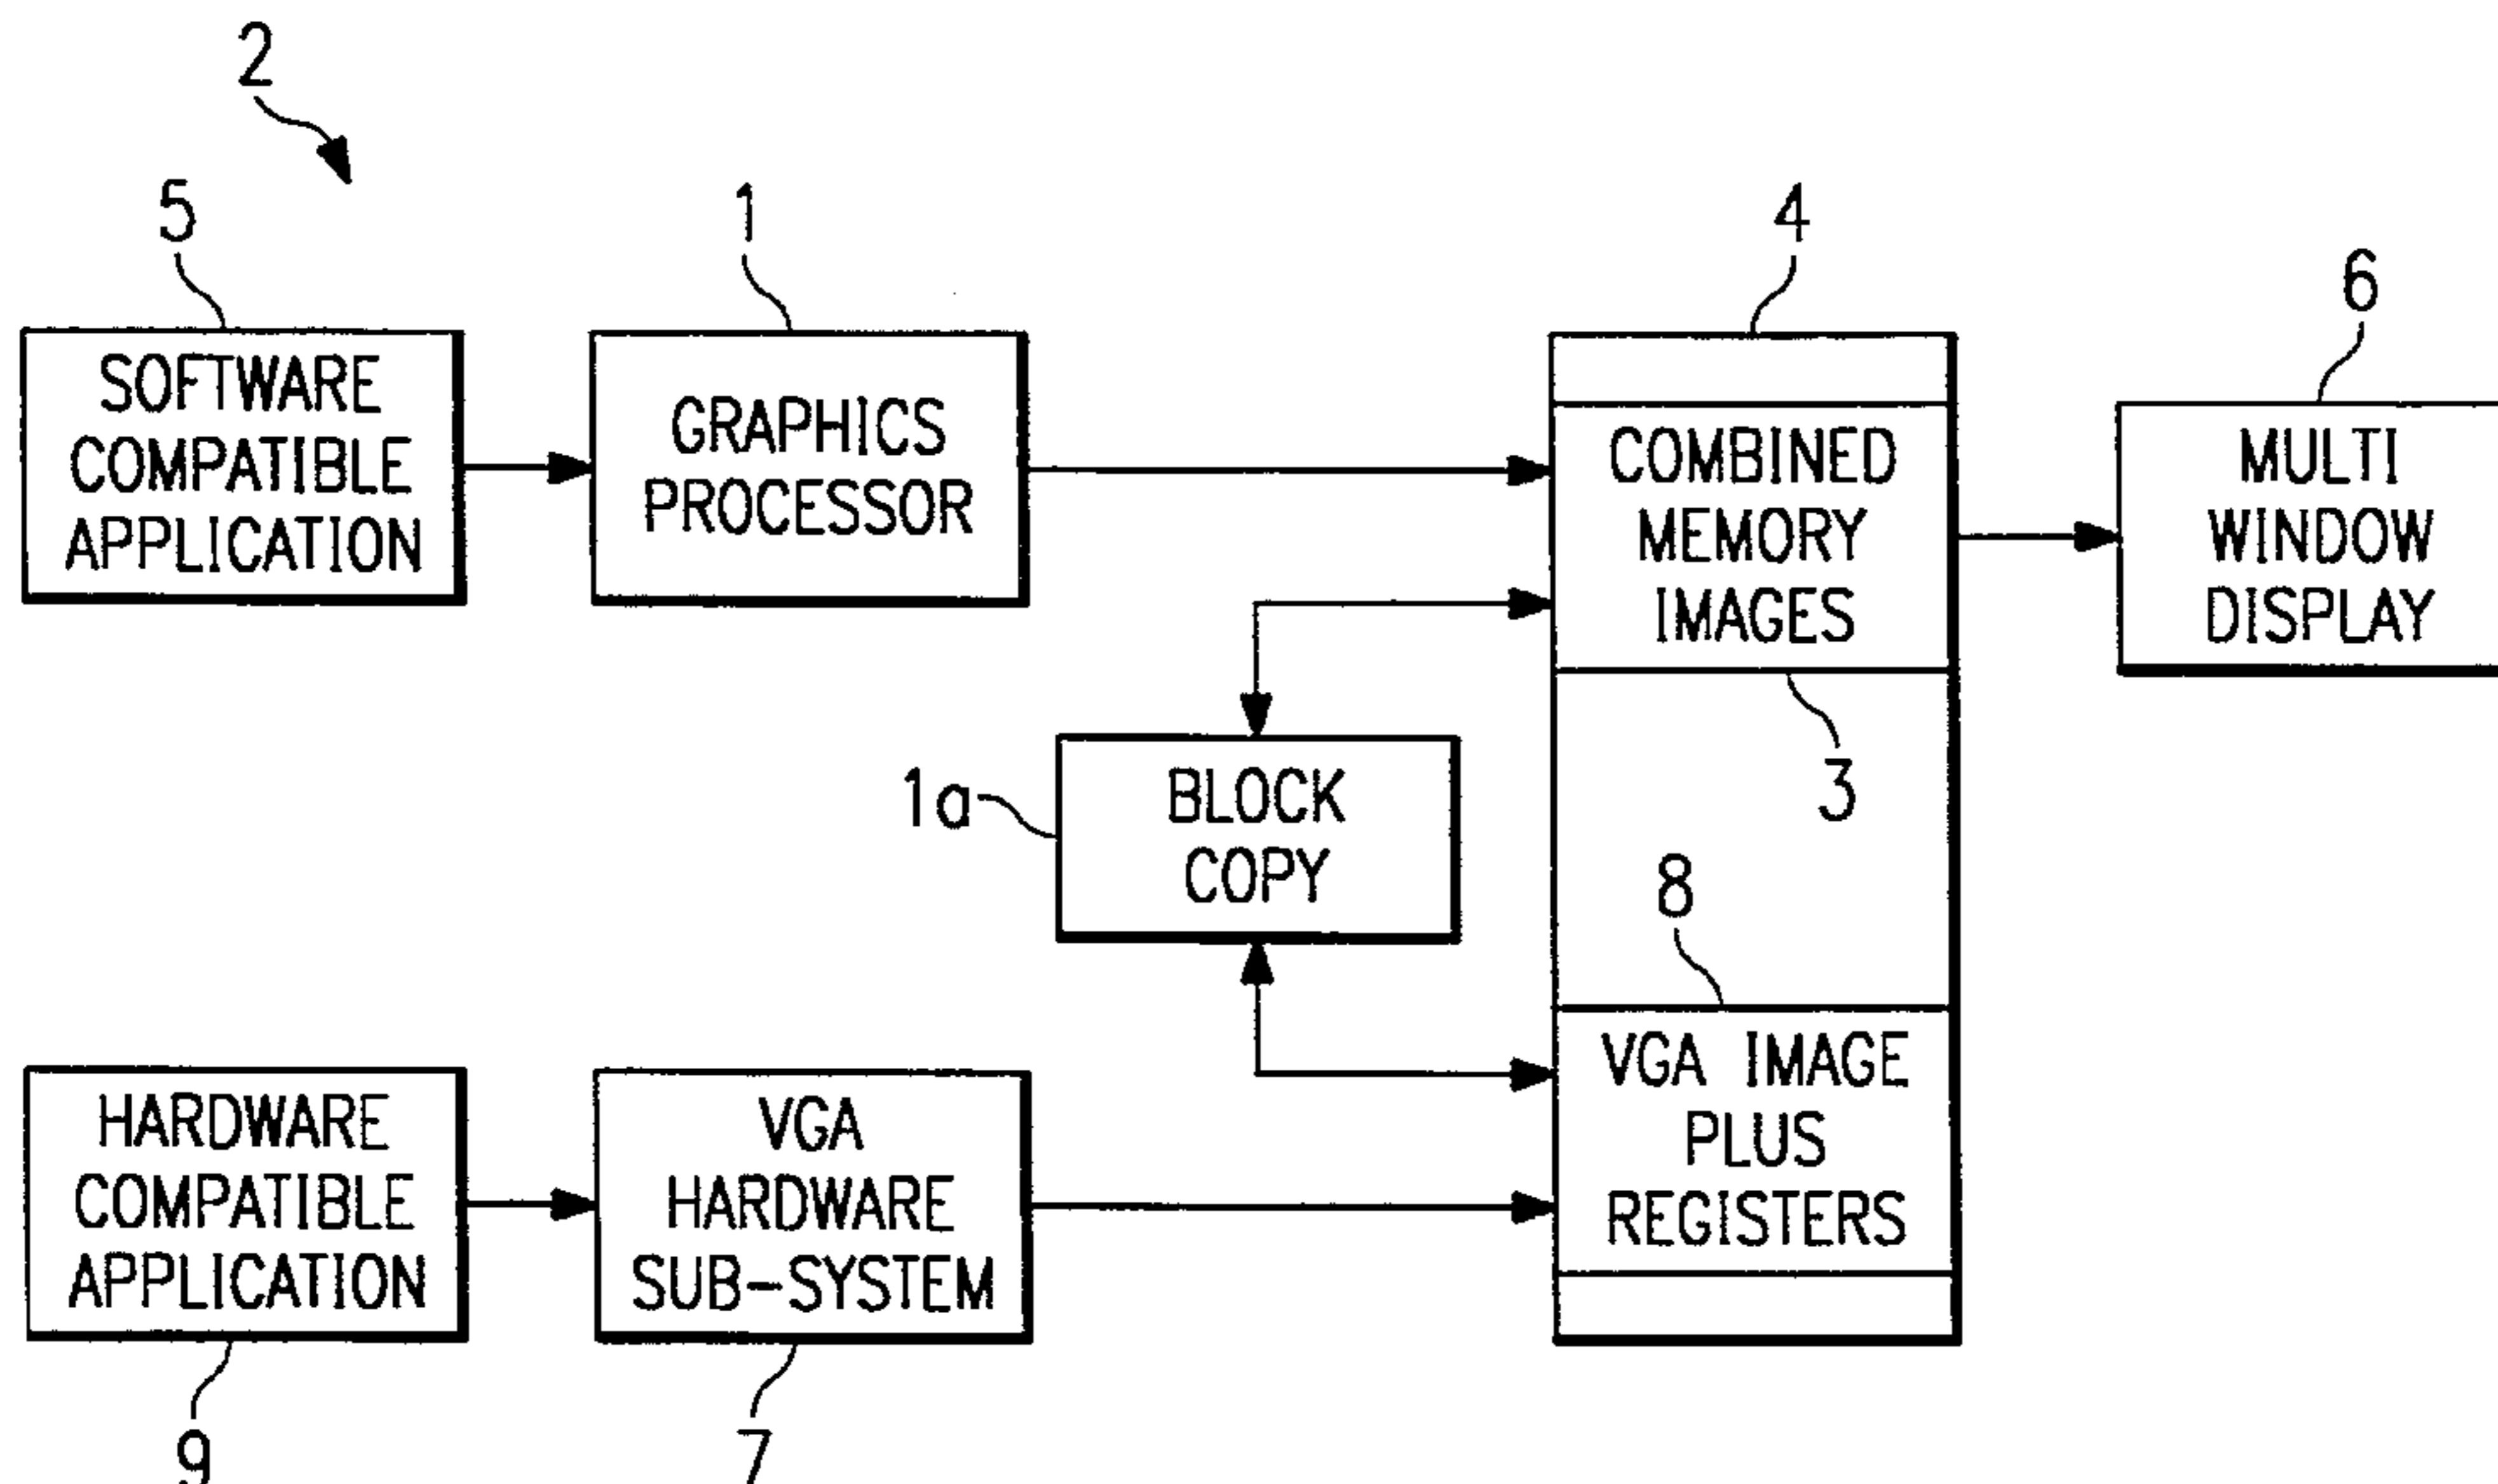 2
5
1
4
6
SOFTWARE
COMPATIBLE
APPLICATION
GRAPHICS
PROCESSOR
COMBINED
MEMORY
IMAGES
MULTI
WINDOW
DISPLAY
3
1a
BLOCK
COPY
8
VGA IMAGE
PLUS
REGISTERS
HARDWARE
COMPATIBLE
APPLICATION
VGA
HARDWARE
SUB-SYSTEM
9
7